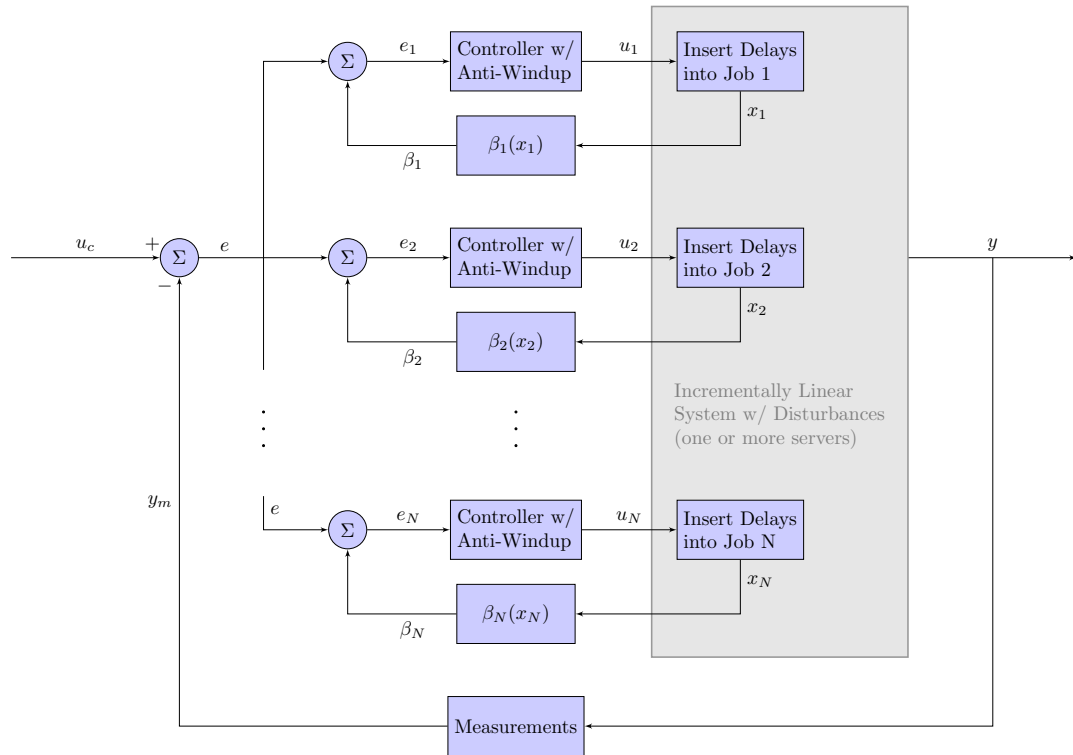 Σ
e₁
Controller w/
Anti-Windup
u₁
Insert Delays
into Job 1
x₁
β₁(x₁)
β₁
u_c
+
−
Σ
e
Σ
e₂
Controller w/
Anti-Windup
u₂
Insert Delays
into Job 2
x₂
β₂(x₂)
β₂
y
Incrementally Linear
System w/ Disturbances
(one or more servers)
y_m
e
Σ
e_N
Controller w/
Anti-Windup
u_N
Insert Delays
into Job N
x_N
β_N(x_N)
β_N
Measurements